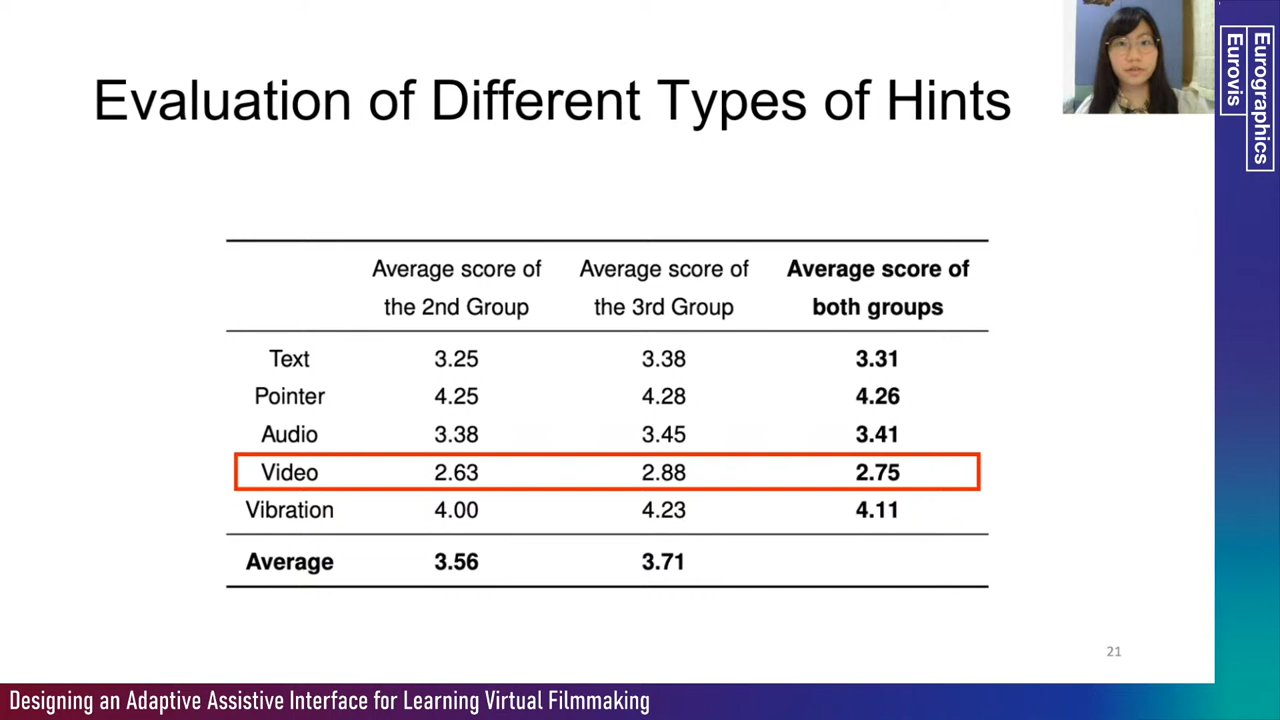 Evaluation of Different Types of Hints
Eurographics
Eurovis
Average score of the 2nd Group
Average score of the 3rd Group
Average score of both groups
Text 3.25 3.38 3.31
Pointer 4.25 4.28 4.26
Audio 3.38 3.45 3.41
Video 2.63 2.88 2.75
Vibration 4.00 4.23 4.11
Average 3.56 3.71
21
Designing an Adaptive Assistive Interface for Learning Virtual Filmmaking